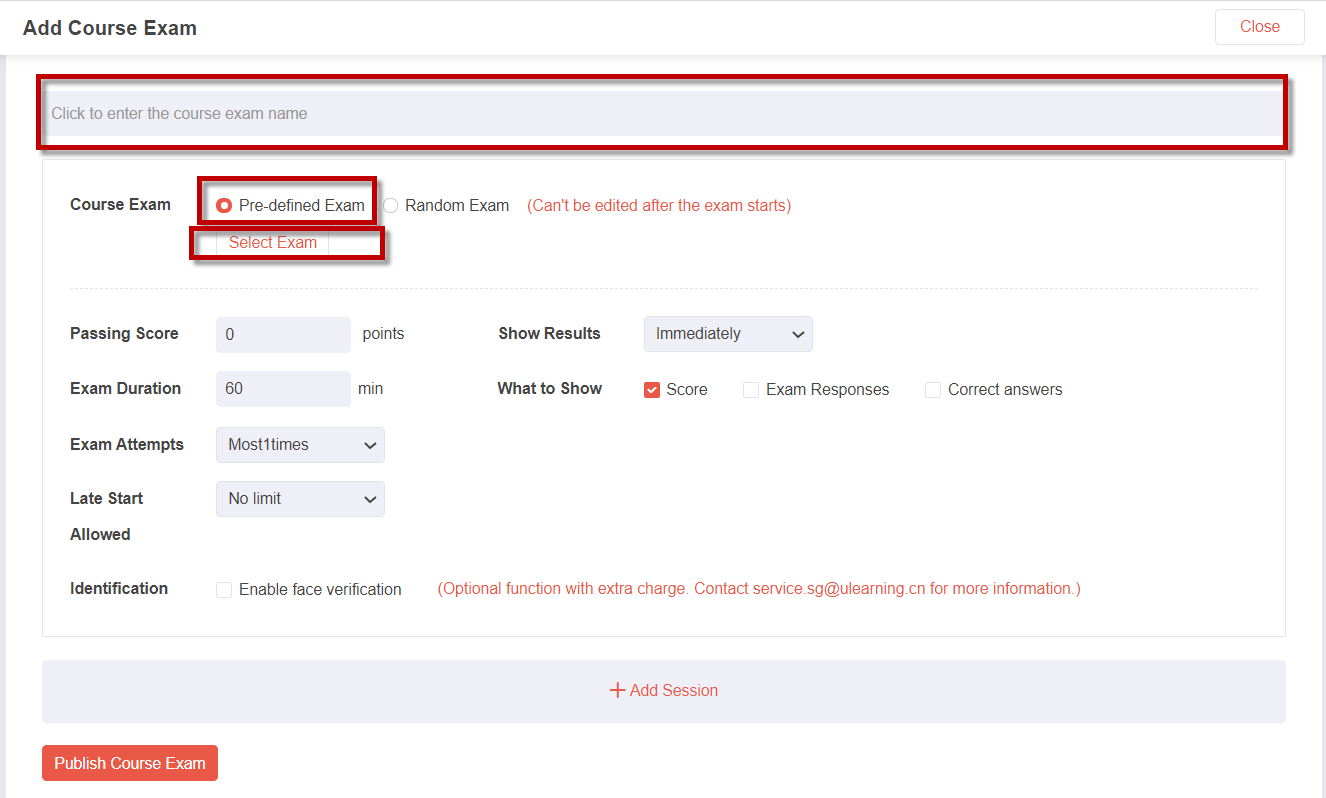 Add Course Exam Close
Click to enter the course exam name
Course Exam Pre-defined Exam Random Exam (Can't be edited after the exam starts)
Select Exam
Passing Score 0 points Show Results Immediately
Exam Duration 60 min What to Show Score Exam Responses Correct answers
Exam Attempts Most1times
Late Start No limit
Allowed
Identification Enable face verification (Optional function with extra charge. Contact service.sg@ulearning.cn for more information.)
+ Add Session
Publish Course Exam